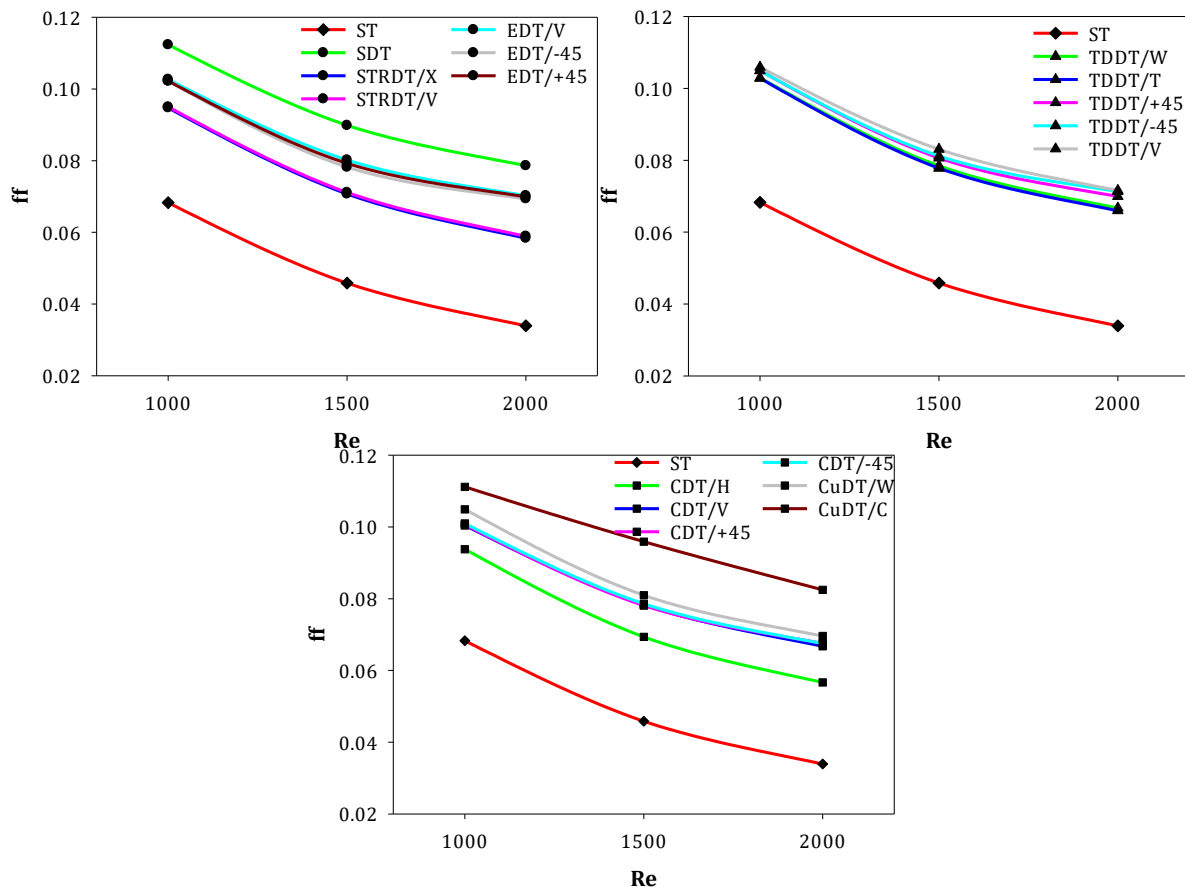 0.12
0.10
0.08
0.06
0.04
0.02
ff
ST
SDT
STRDT/X
STRDT/V
EDT/V
EDT/-45
EDT/+45
1000 1500 2000
Re
0.12
0.10
0.08
0.06
0.04
0.02
ff
ST
TDDT/W
TDDT/T
TDDT/+45
TDDT/-45
TDDT/V
1000 1500 2000
Re
0.12
0.10
0.08
0.06
0.04
0.02
ff
ST
CDT/H
CDT/V
CDT/+45
CDT/-45
CuDT/W
CuDT/C
1000 1500 2000
Re